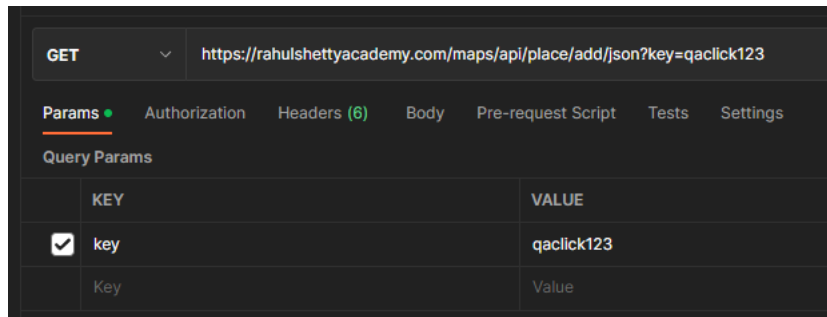 GET https://rahulshettyacademy.com/maps/api/place/add/json?key=qaclick123
Params Authorization Headers (6) Body Pre-request Script Tests Settings
Query Params
KEY VALUE
key qaclick123
Key Value